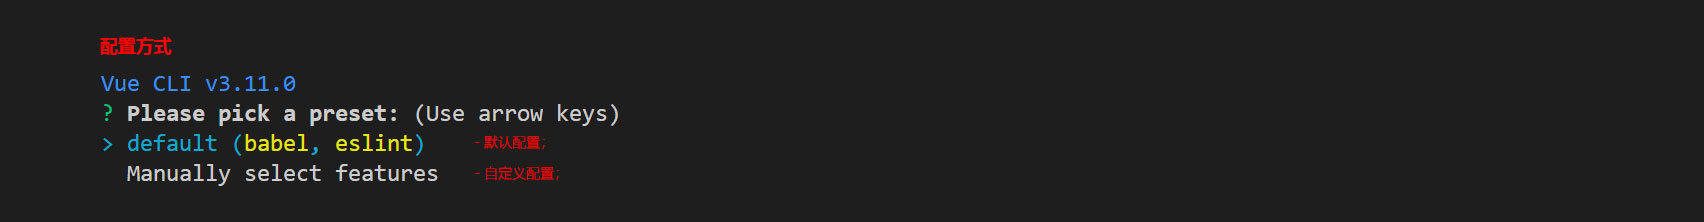 配置方式
Vue CLI v3.11.0
? Please pick a preset: (Use arrow keys)
> default (babel, eslint) - 默认配置;
Manually select features - 自定义配置;